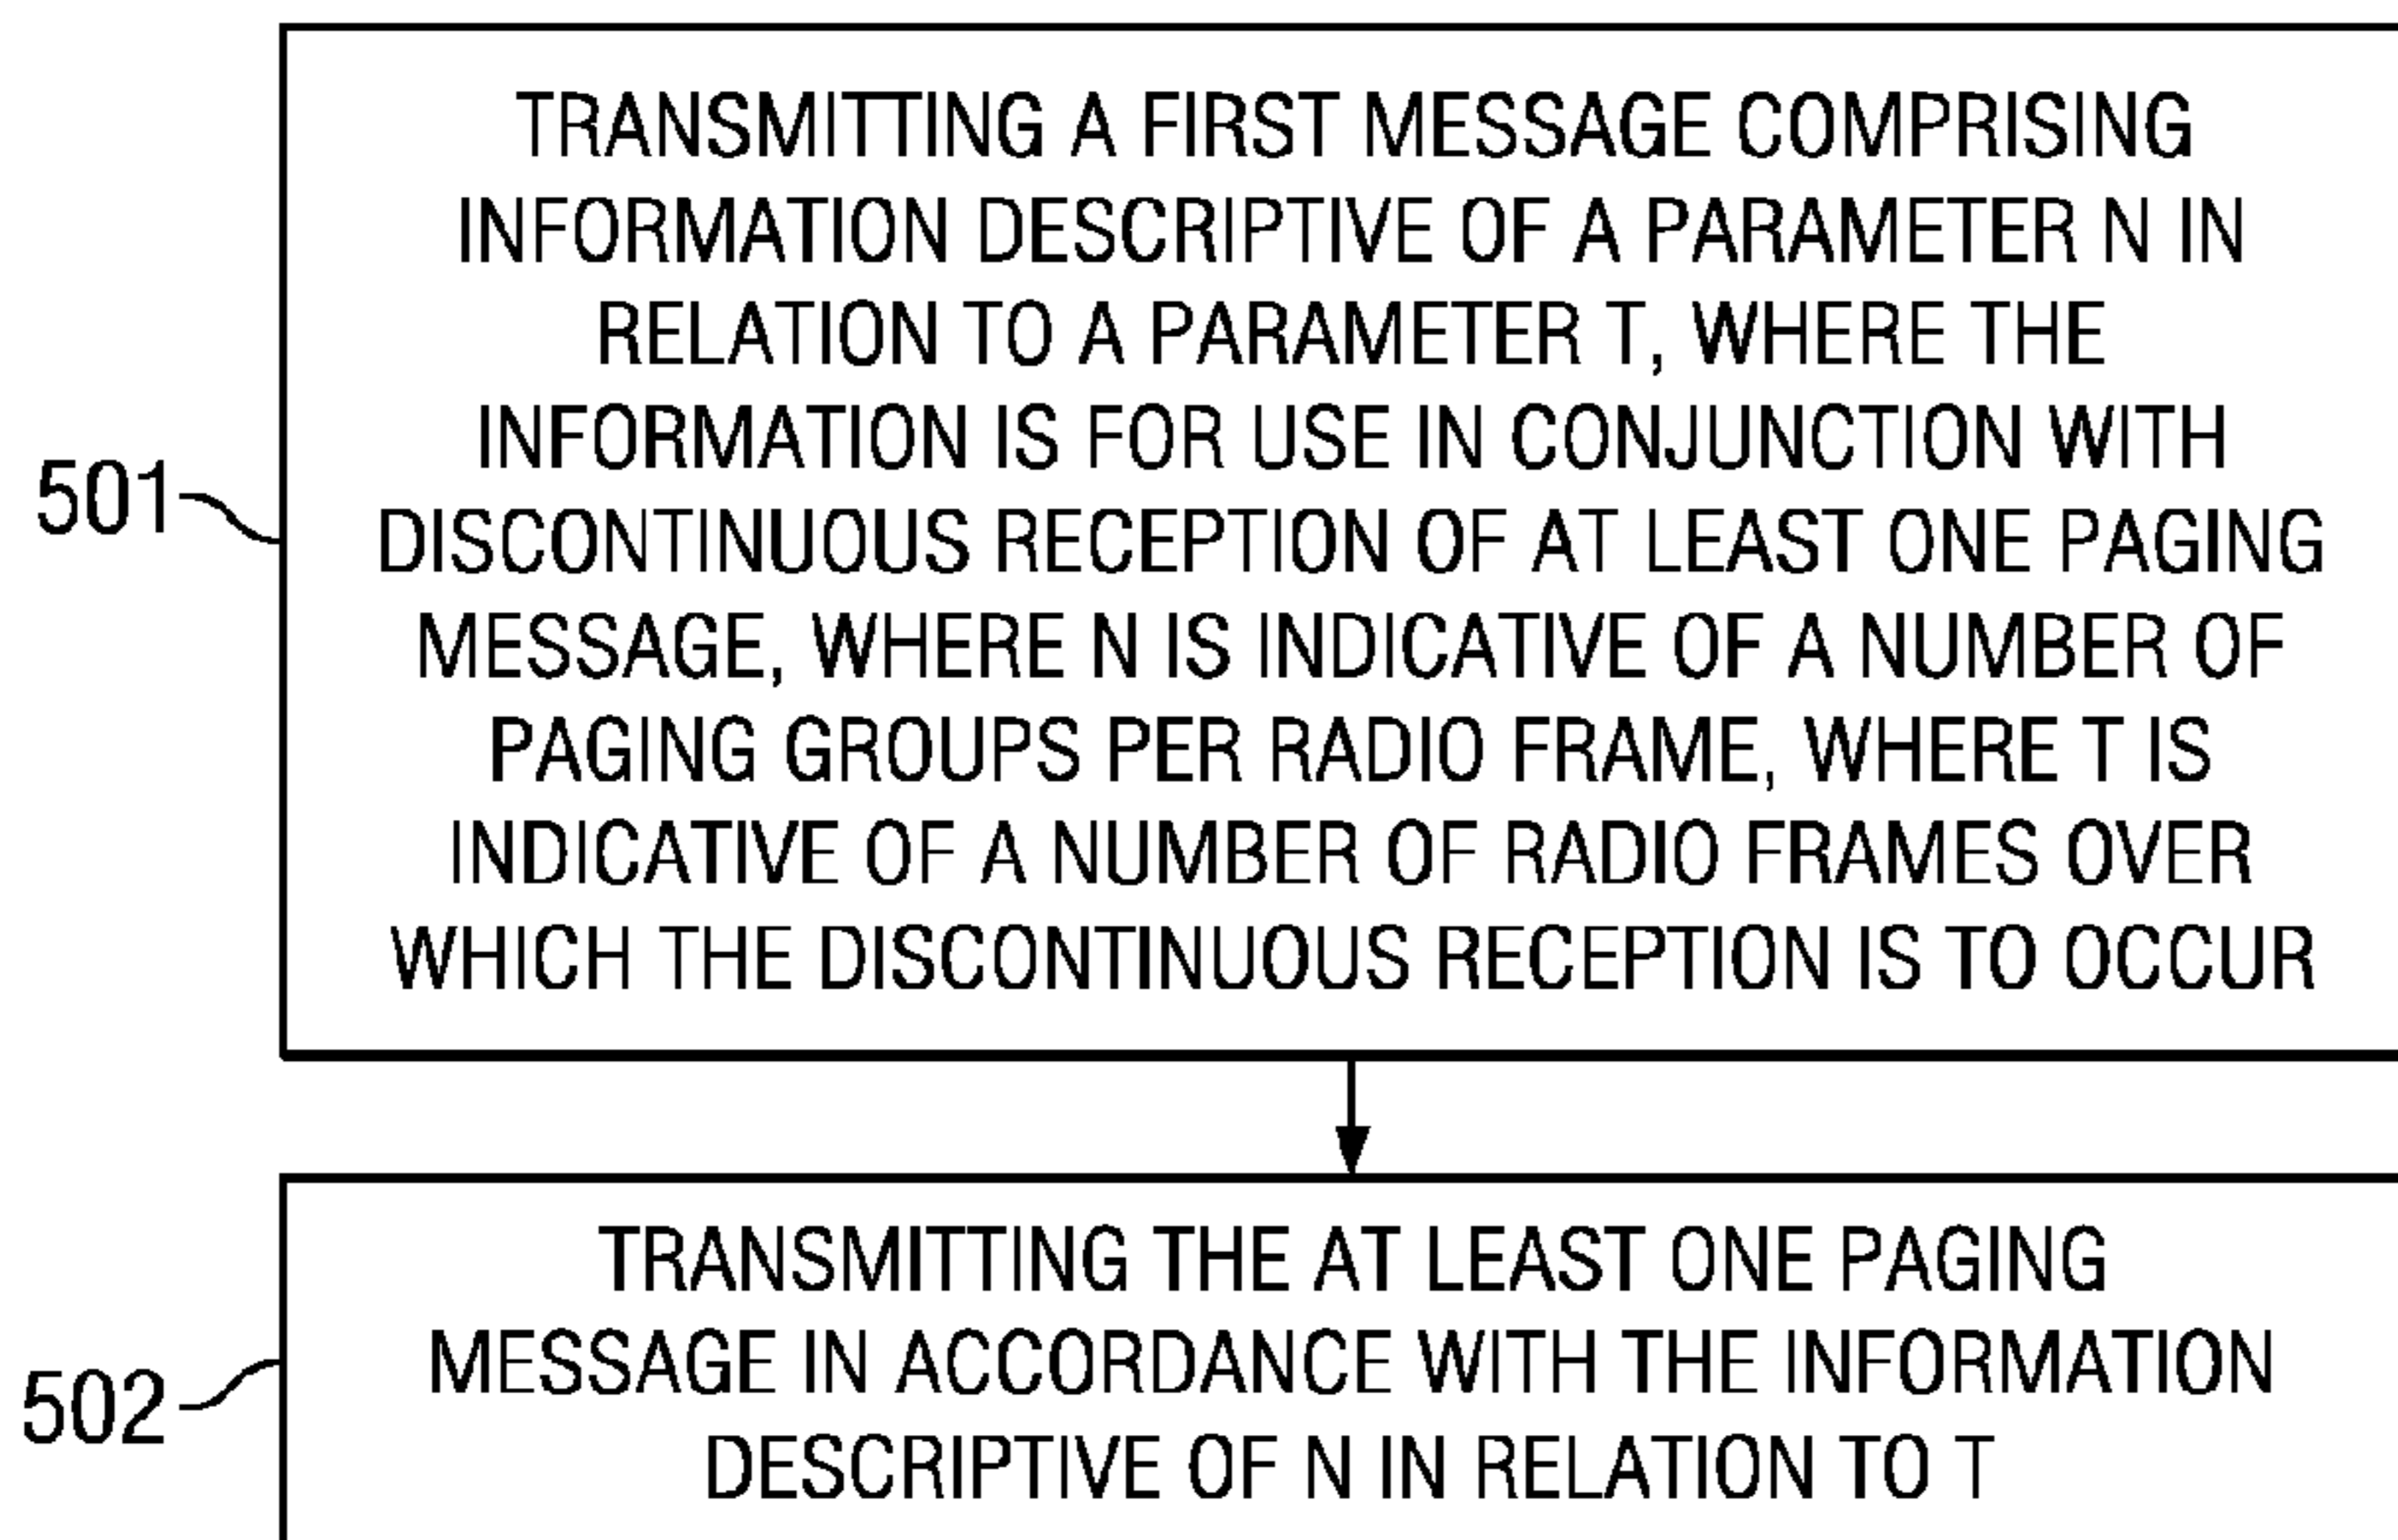 TRANSMITTING A FIRST MESSAGE COMPRISING
INFORMATION DESCRIPTIVE OF A PARAMETER N IN
RELATION TO A PARAMETER T, WHERE THE
INFORMATION IS FOR USE IN CONJUNCTION WITH
501
DISCONTINUOUS RECEPTION OF AT LEAST ONE PAGING
MESSAGE, WHERE N IS INDICATIVE OF A NUMBER OF
PAGING GROUPS PER RADIO FRAME, WHERE T IS
INDICATIVE OF A NUMBER OF RADIO FRAMES OVER
WHICH THE DISCONTINUOUS RECEPTION IS TO OCCUR
TRANSMITTING THE AT LEAST ONE PAGING
MESSAGE IN ACCORDANCE WITH THE INFORMATION
502
DESCRIPTIVE OF N IN RELATION TO T